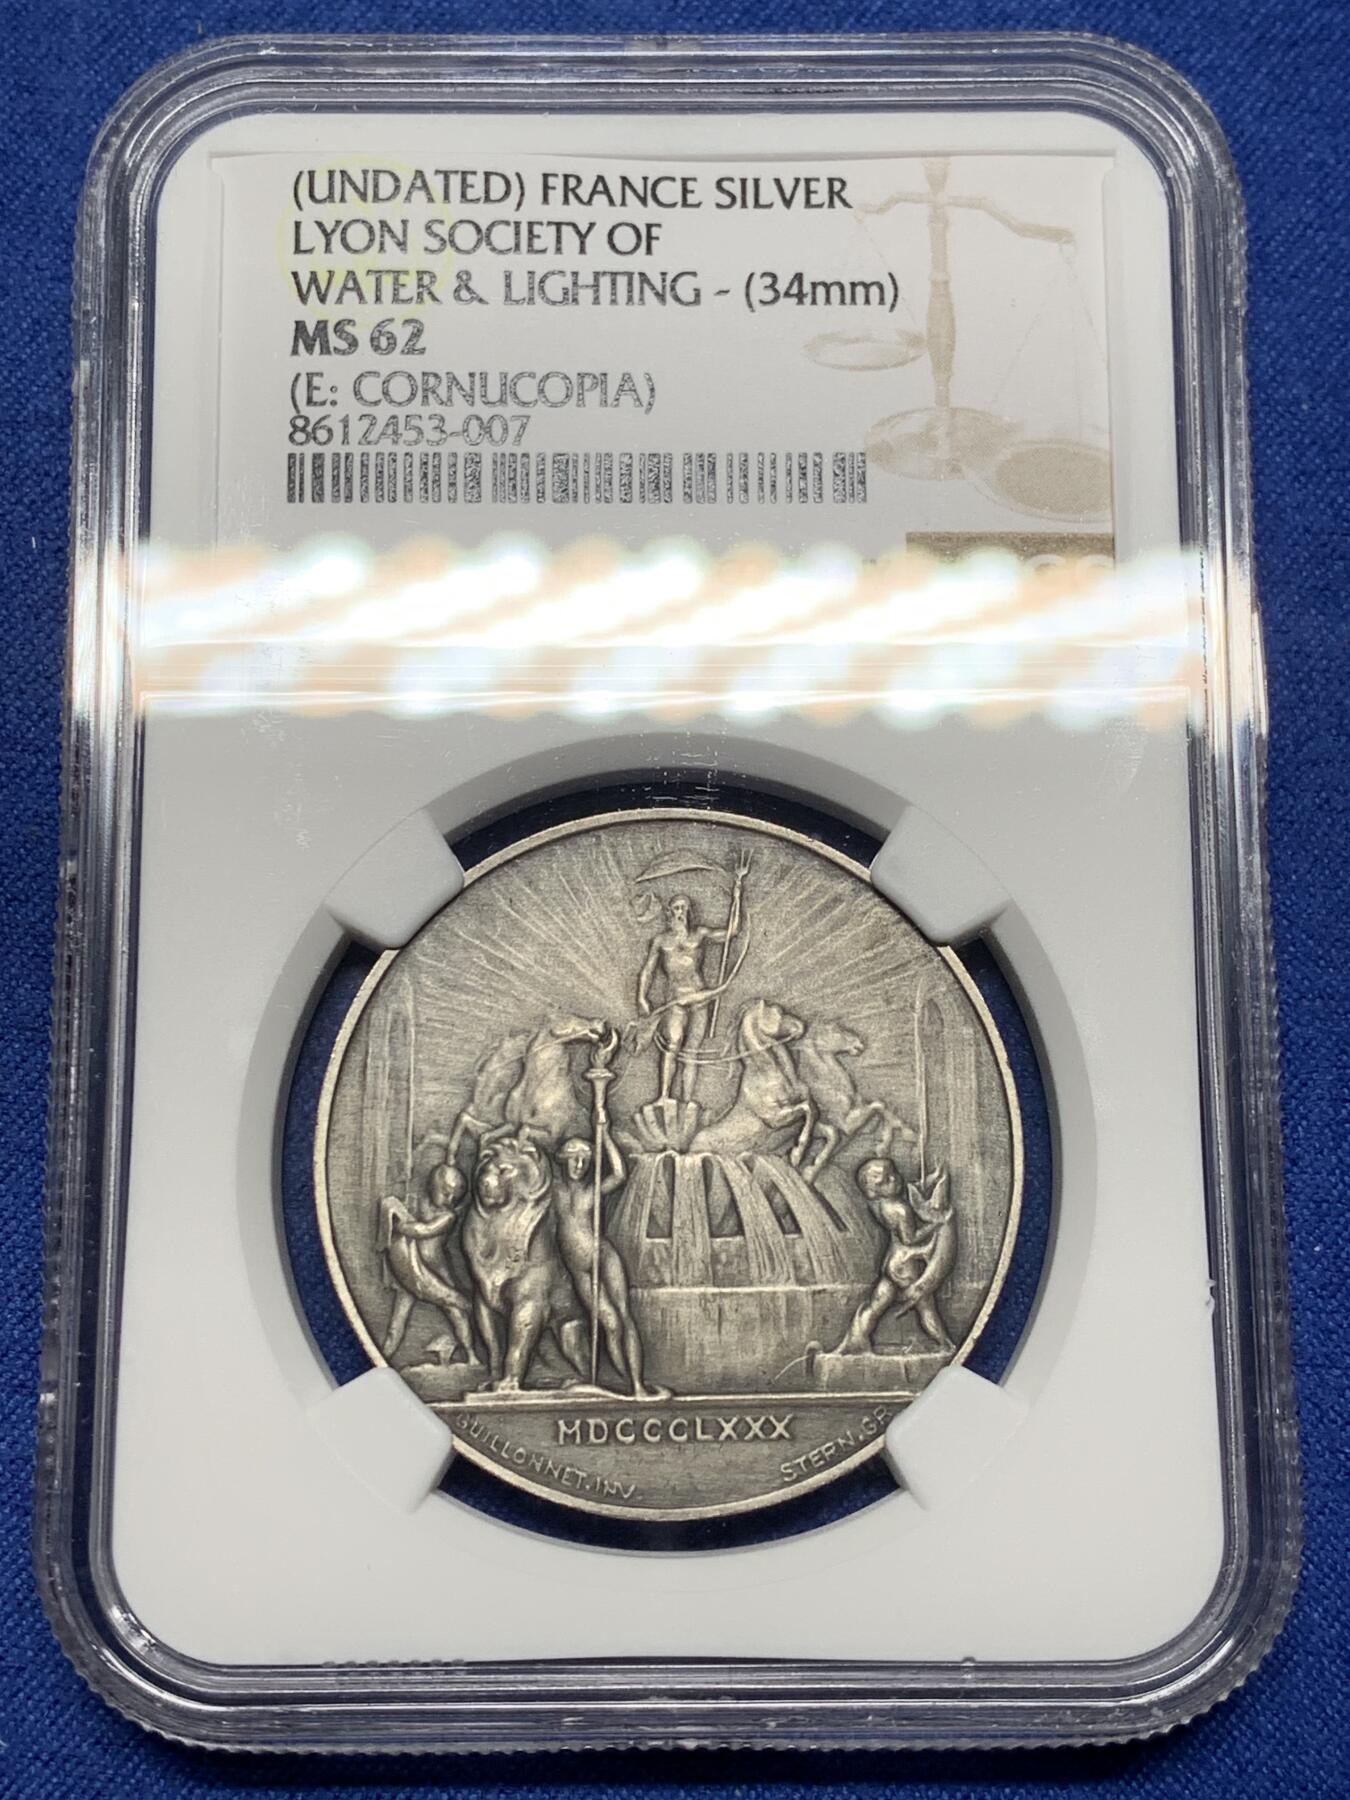 (UNDATED) FRANCE SILVER
LYON SOCIETY OF
WATER & LIGHTING - (34mm)
MS 62
(E: CORNUCOPIA)
8612453-007
MDCCCLXXX
GUILLONNET.INV.
STERN.GR